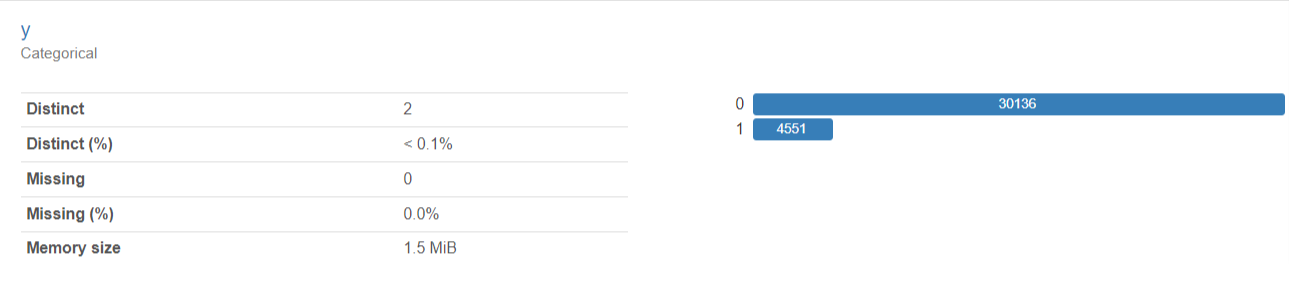 y
Categorical
Distinct 2
Distinct (%) < 0.1%
Missing 0
Missing (%) 0.0%
Memory size 1.5 MiB
0 30136
1 4551